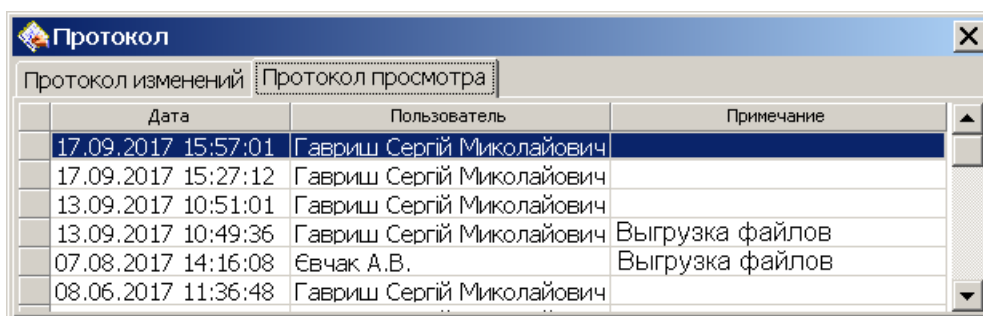 Протокол
Протокол изменений Протокол просмотра
Дата Пользователь Примечание
17.09.2017 15:57:01 Гавриш Сергій Миколайович
17.09.2017 15:27:12 Гавриш Сергій Миколайович
13.09.2017 10:51:01 Гавриш Сергій Миколайович
13.09.2017 10:49:36 Гавриш Сергій Миколайович Выгрузка файлов
07.08.2017 14:16:08 Євчак А.В. Выгрузка файлов
08.06.2017 11:36:48 Гавриш Сергій Миколайович